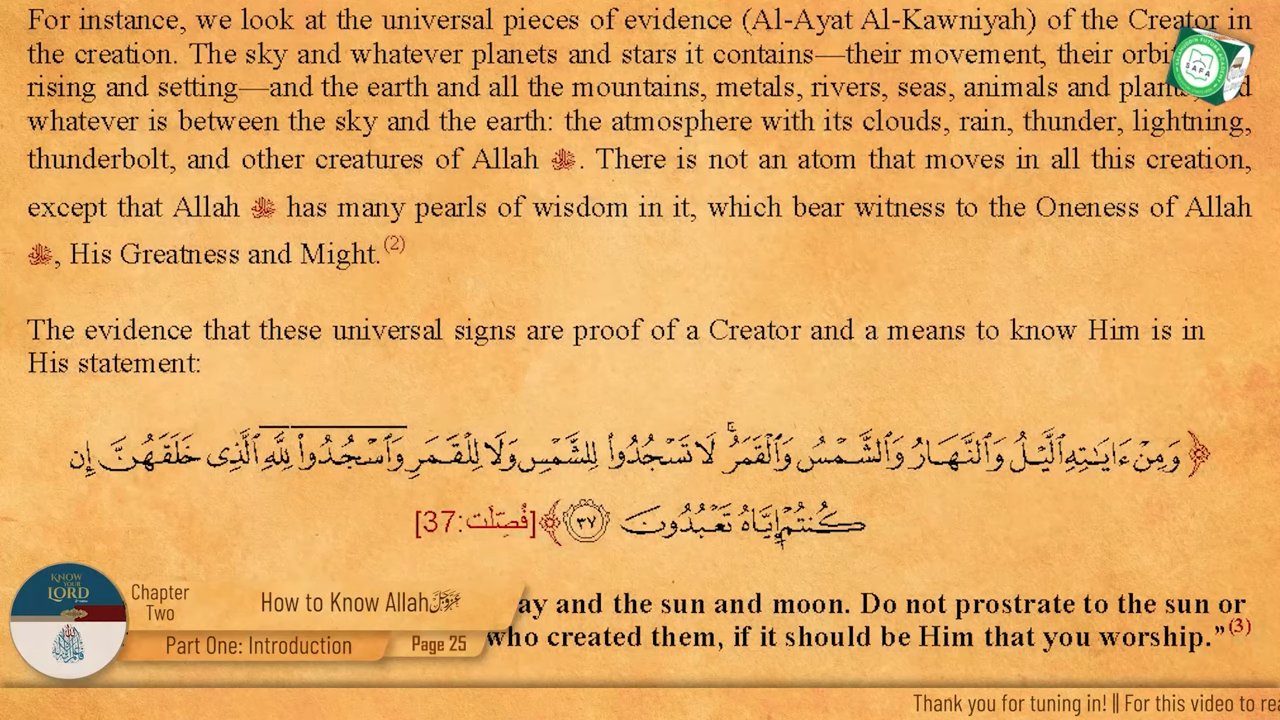 For instance, we look at the universal pieces of evidence (Al-Ayat Al-Kawniyah) of the Creator in
the creation. The sky and whatever planets and stars it contains—their movement, their
rising and setting—and the earth and all the mountains, metals, rivers, seas, animals and
whatever is between the sky and the earth: the atmosphere with its clouds, rain, thunder, lightning,
thunderbolt, and other creatures of Allah ﷻ. There is not an atom that moves in all this creation,
except that Allah ﷻ has many pearls of wisdom in it, which bear witness to the Oneness of Allah
ﷻ, His Greatness and Might.(2)
The evidence that these universal signs are proof of a Creator and a means to know Him is in
His statement:
﴿وَمِنْ ءَايَـٰتِهِ ٱلَّيْلُ وَٱلنَّهَارُ وَٱلشَّمْسُ وَٱلْقَمَرُ ۚ لَا تَسْجُدُوا۟ لِلشَّمْسِ وَلَا لِلْقَمَرِ وَٱسْجُدُوا۟ لِلَّهِ ٱلَّذِى خَلَقَهُنَّ إِن
كُنتُمْ إِيَّاهُ تَعْبُدُونَ ٣٧﴾ [فُصِّلَت:37]
and the sun and moon. Do not prostrate to the sun or
who created them, if it should be Him that you worship.”(3)
KNOW YOUR LORD
Chapter Two
How to Know Allah
Part One: Introduction
Page 25
SAFA
Thank you for tuning in! || For this video to